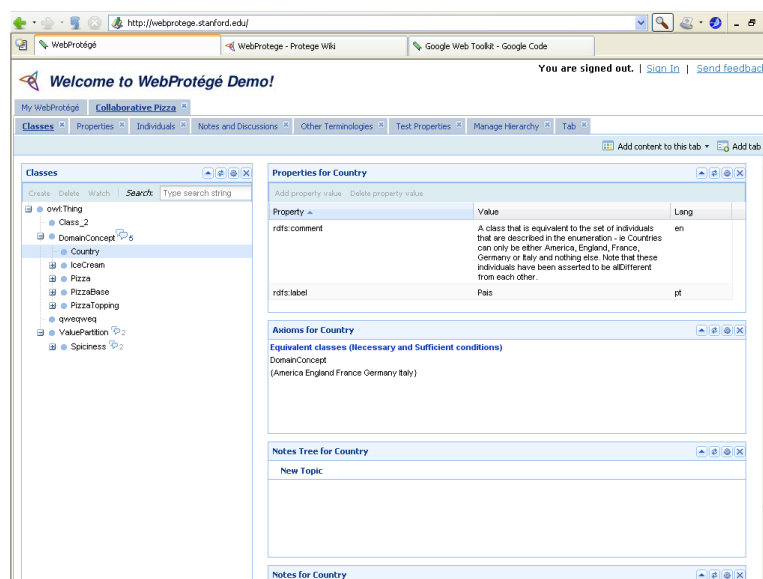 http://webprotege.stanford.edu/
WebProtégé
WebProtege - Protege Wiki
Google Web Toolkit - Google Code
You are signed out. | Sign In | Send feedback
Welcome to WebProtégé Demo!
My WebProtégé
Collaborative Pizza
Classes
Properties
Individuals
Notes and Discussions
Other Terminologies
Test Properties
Manage Hierarchy
Tab
Add content to this tab
Add tab
Classes
Create Delete Watch Search: Type search string
owl:Thing
Class_2
DomainConcept 5
Country
IceCream
Pizza
PizzaBase
PizzaTopping
qweqweq
ValuePartition 2
Spiciness 2
Properties for Country
Add property value Delete property value
Property Value Lang
rdfs:comment
A class that is equivalent to the set of individuals
that are described in the enumeration - ie Countries
can only be either America, England, France,
Germany or Italy and nothing else. Note that these
individuals have been asserted to be allDifferent
from each other.
en
rdfs:label Pais pt
Axioms for Country
Equivalent classes (Necessary and Sufficient conditions)
DomainConcept
{America England France Germany Italy}
Notes Tree for Country
New Topic
Notes for Country